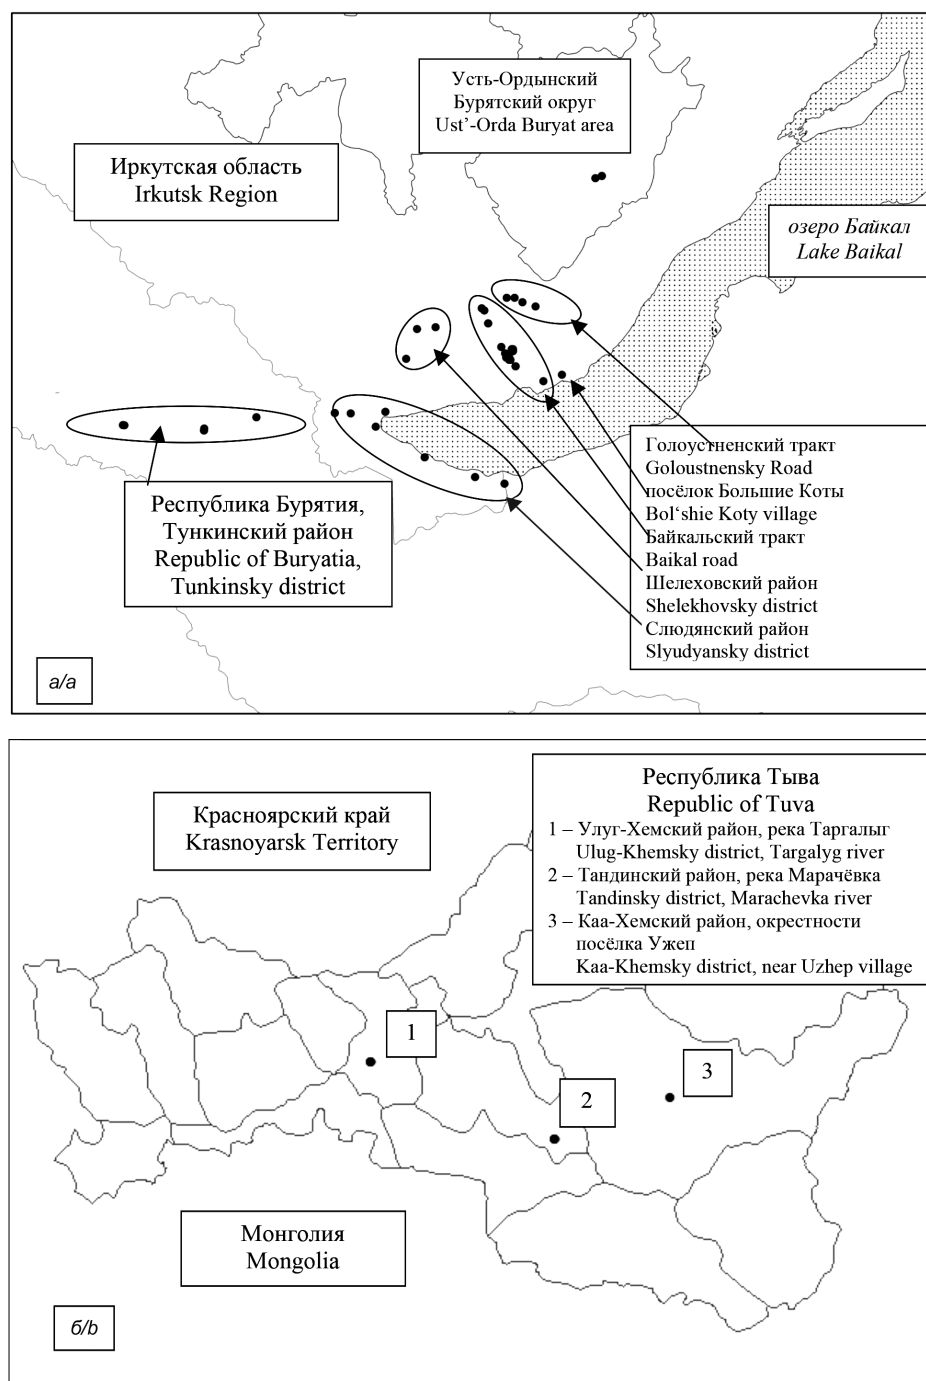 Усть-Ордынский
Бурятский округ
Ust’-Orda Buryat area
Иркутская область
Irkutsk Region
озеро Байкал
Lake Baikal
Голоустненский тракт
Goloustnensky Road
посёлок Большие Коты
Bol‘shie Koty village
Байкальский тракт
Baikal road
Шелеховский район
Shelekhovsky district
Слюдянский район
Slyudyansky district
Республика Бурятия,
Тункинский район
Republic of Buryatia,
Tunkinsky district
а/a
Республика Тыва
Republic of Tuva
1 – Улуг-Хемский район, река Таргалыг
Ulug-Khemsky district, Targalyg river
2 – Тандинский район, река Марачёвка
Tandinsky district, Marachevka river
3 – Каа-Хемский район, окрестности
посёлка Ужеп
Kaa-Khemsky district, near Uzhep village
Красноярский край
Krasnoyarsk Territory
1
2
3
Монголия
Mongolia
б/b